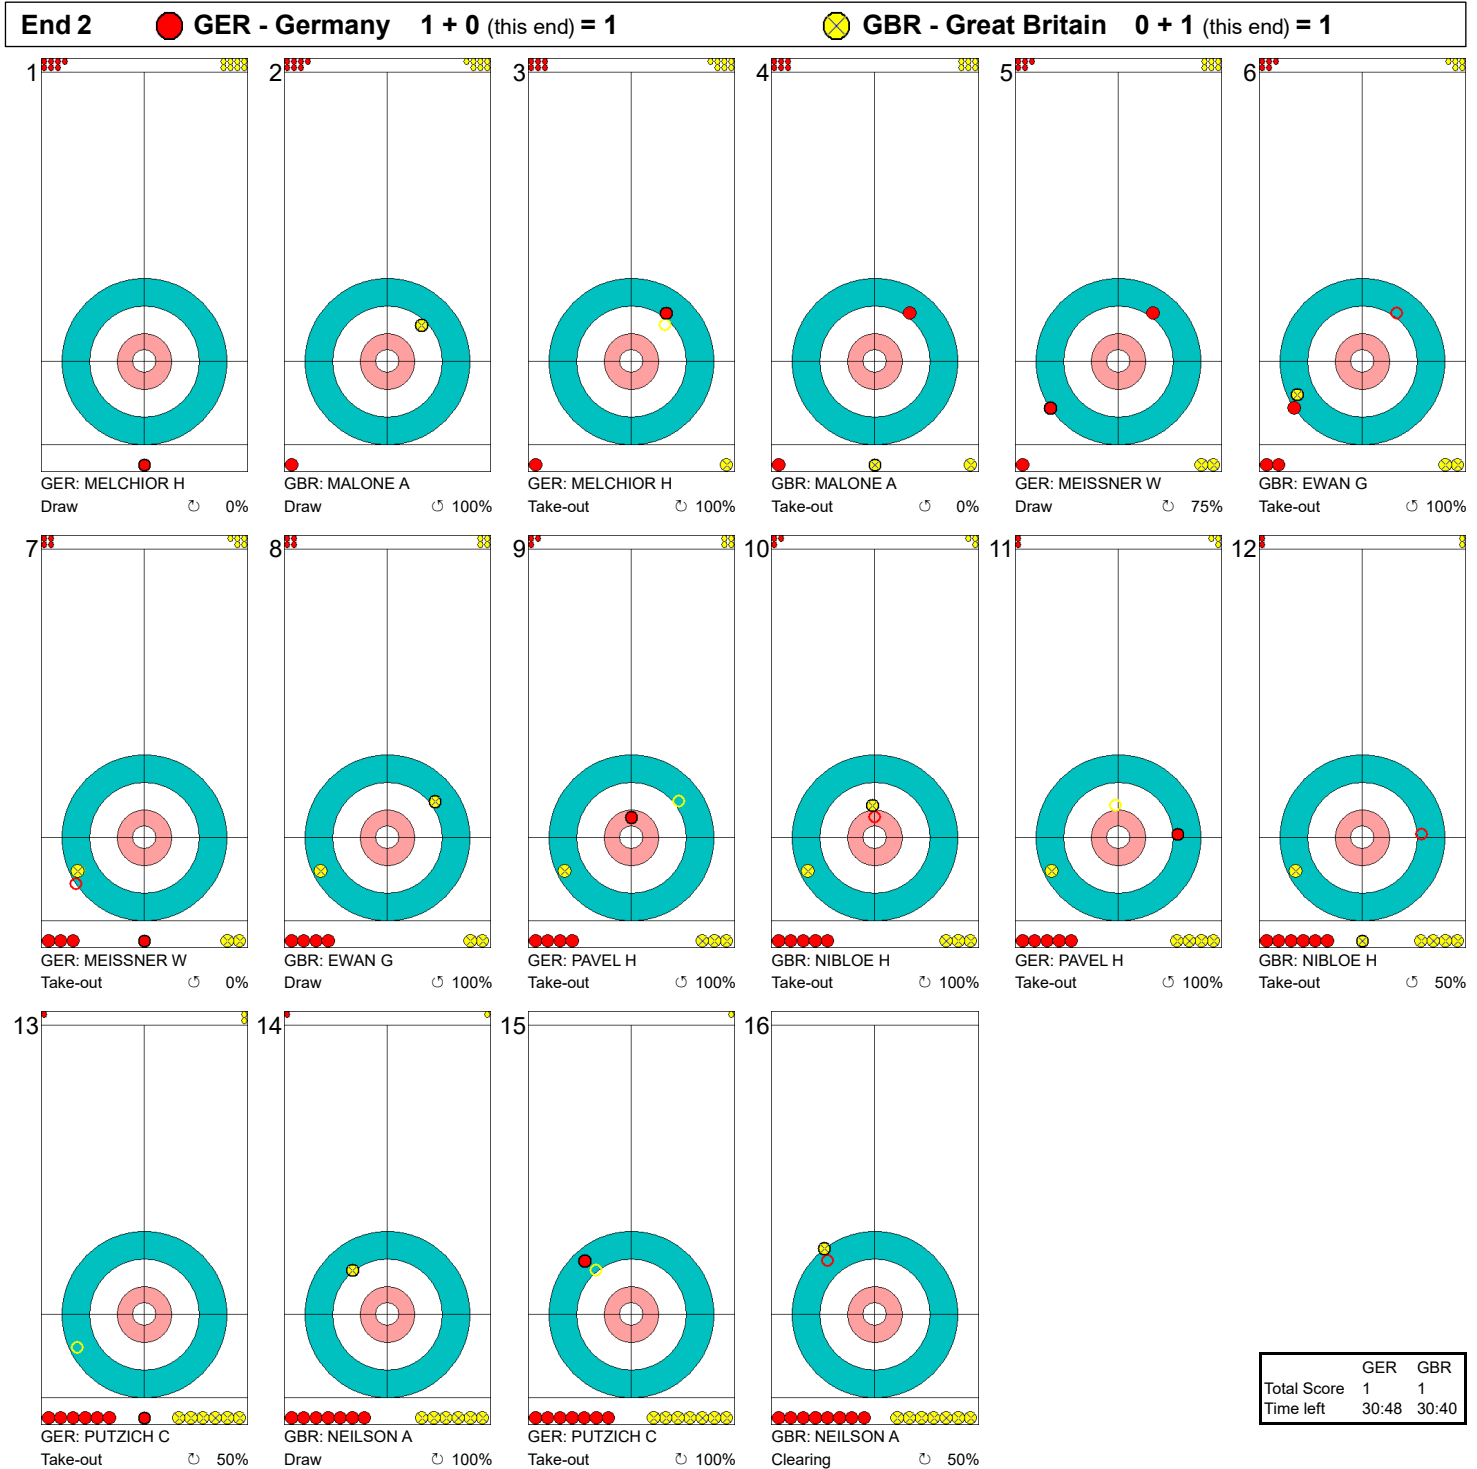 End 2 GER - Germany 1 + 0 (this end) = 1 GBR - Great Britain 0 + 1 (this end) = 1
1 2 3 4 5 6
GER: MELCHIOR H GBR: MALONE A GER: MELCHIOR H GBR: MALONE A GER: MEISSNER W GBR: EWAN G
Draw ↻ 0% Draw ↺ 100% Take-out ↺ 100% Take-out ↻ 0% Draw ↻ 75% Take-out ↺ 100%
7 8 9 10 11 12
GER: MEISSNER W GBR: EWAN G GER: PAVEL H GBR: NIBLOE H GER: PAVEL H GBR: NIBLOE H
Take-out ↺ 0% Draw ↺ 100% Take-out ↺ 100% Take-out ↻ 100% Take-out ↺ 100% Take-out ↺ 50%
13 14 15 16
GER: PUTZICH C GBR: NEILSON A GER: PUTZICH C GBR: NEILSON A
Take-out ↻ 50% Draw ↻ 100% Take-out ↻ 100% Clearing ↻ 50%
GER GBR
Total Score 1 1
Time left 30:48 30:40